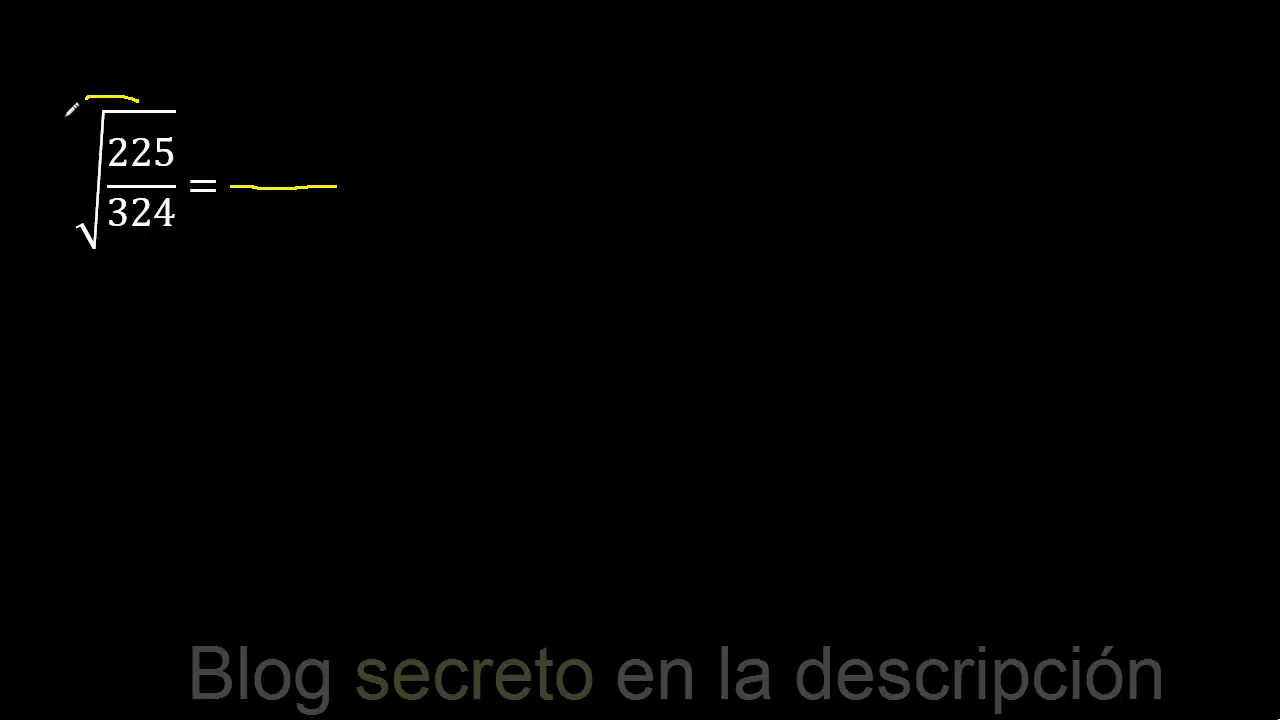 √(225/324) =
Blog secreto en la descripción